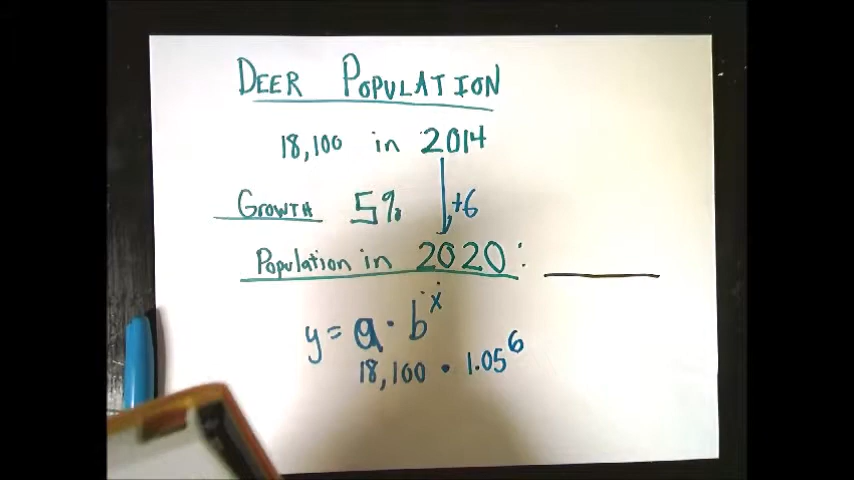 DEER POPULATION
18,100 in 2014
GROWTH 5% +6
Population in 2020:
y = a · b^x
18,100 · 1.05^6